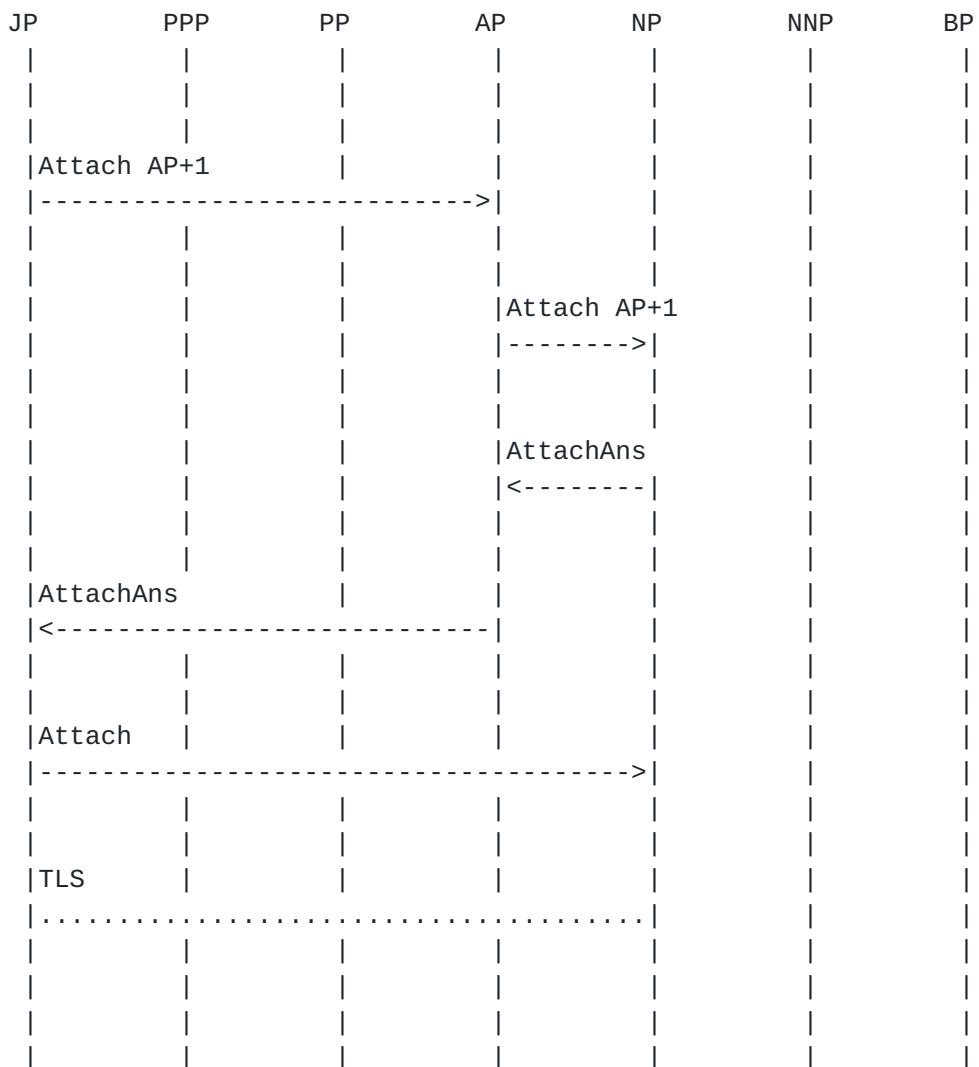 JP PPP PP AP NP NNP BP
Attach AP+1
Attach AP+1
AttachAns
AttachAns
Attach
TLS